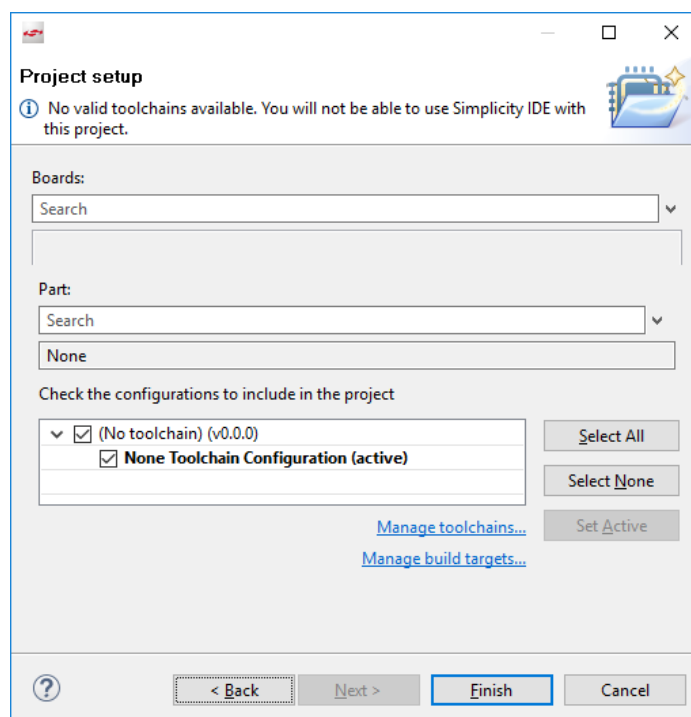 Project setup
No valid toolchains available. You will not be able to use Simplicity IDE with
this project.
Boards:
Search
Part:
Search
None
Check the configurations to include in the project
(No toolchain) (v0.0.0)
None Toolchain Configuration (active)
Select All
Select None
Set Active
Manage toolchains...
Manage build targets...
? < Back Next > Finish Cancel